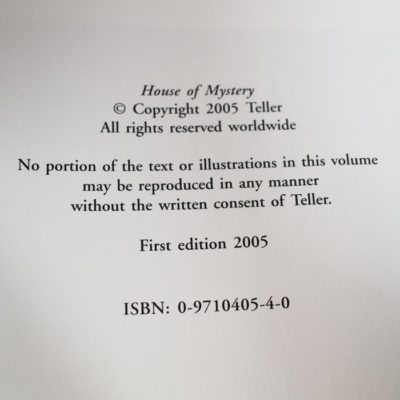 House of Mystery
© Copyright 2005 Teller
All rights reserved worldwide
No portion of the text or illustrations in this volume
may be reproduced in any manner
without the written consent of Teller.
First edition 2005
ISBN: 0-9710405-4-0